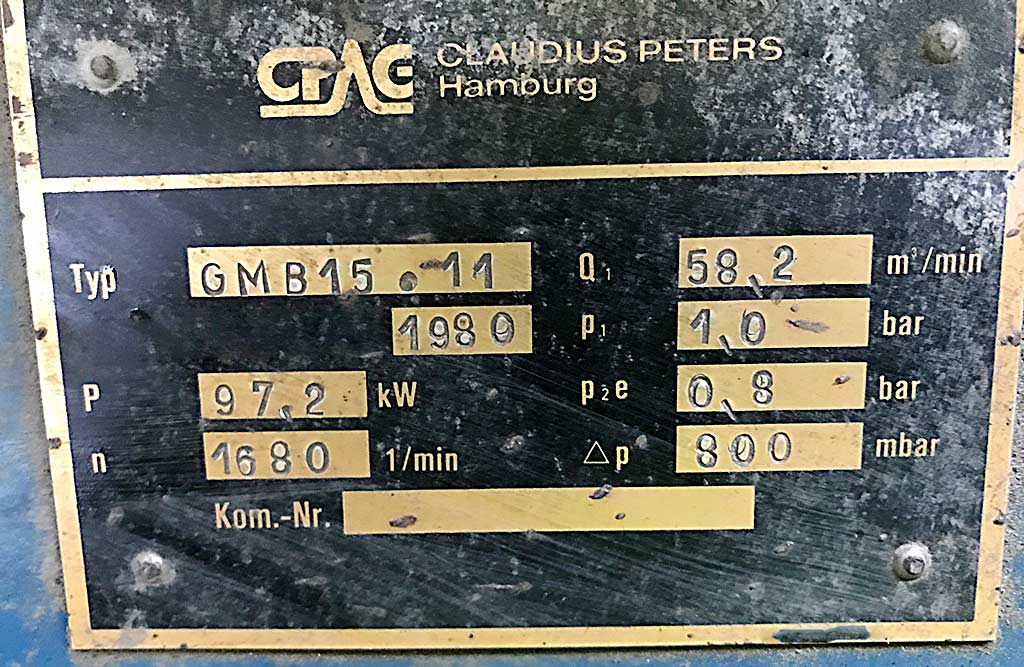 CPAG CLAUDIUS PETERS
Hamburg
Typ GMB15.11 Q₁ 58,2 m³/min
1980 p₁ 1,0 bar
P 97,2 kW p₂e 0,8 bar
n 1680 1/min △p 800 mbar
Kom.-Nr.